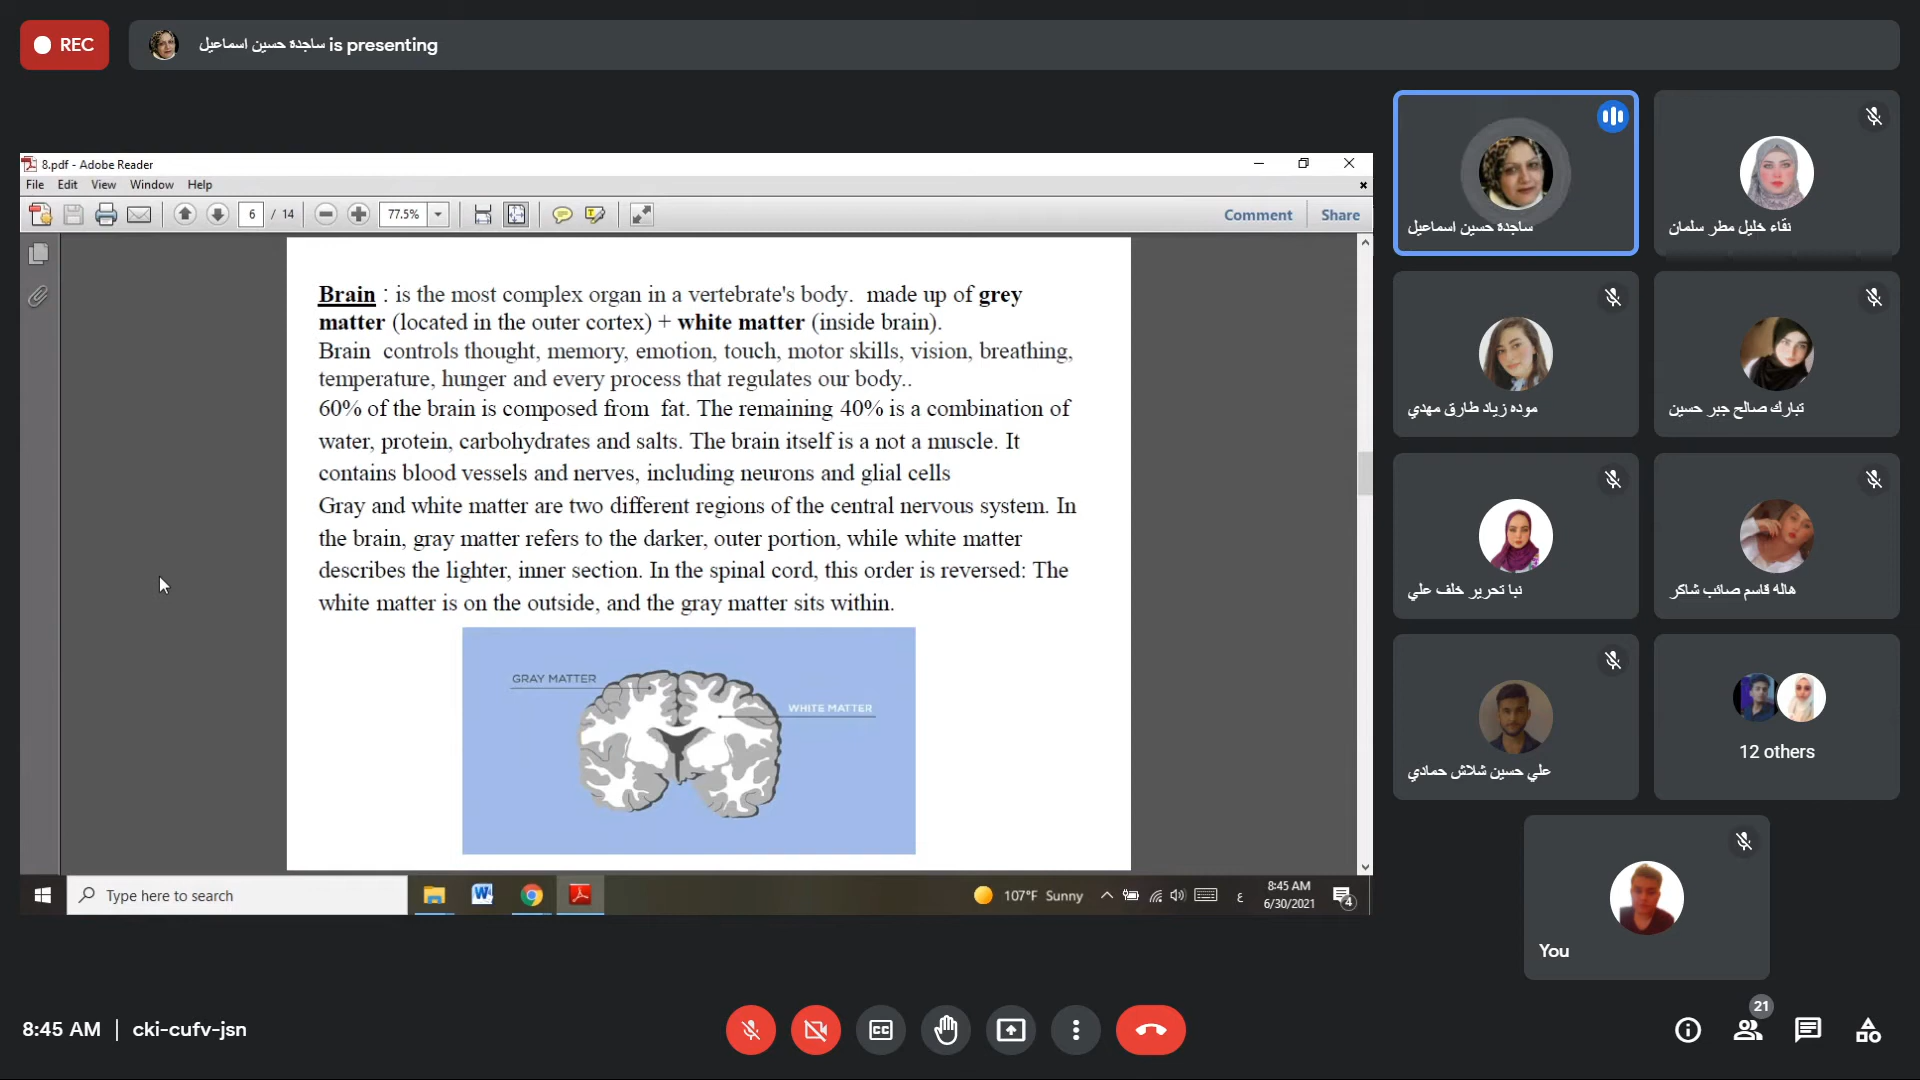 REC
ساجدة حسين اسماعيل is presenting
8.pdf - Adobe Reader
File Edit View Window Help
6 / 14 77.5% Comment Share
Brain : is the most complex organ in a vertebrate's body. made up of grey
matter (located in the outer cortex) + white matter (inside brain).
Brain controls thought, memory, emotion, touch, motor skills, vision, breathing,
temperature, hunger and every process that regulates our body..
60% of the brain is composed from fat. The remaining 40% is a combination of
water, protein, carbohydrates and salts. The brain itself is a not a muscle. It
contains blood vessels and nerves, including neurons and glial cells
Gray and white matter are two different regions of the central nervous system. In
the brain, gray matter refers to the darker, outer portion, while white matter
describes the lighter, inner section. In the spinal cord, this order is reversed: The
white matter is on the outside, and the gray matter sits within.
GRAY MATTER
WHITE MATTER
Type here to search
107°F Sunny
ع
8:45 AM
6/30/2021
4
ساجدة حسين اسماعيل
نقاء خليل مطر سلمان
موده زياد طارق مهدي
تبارك صالح جبر حسين
نبا تحرير خلف علي
هاله قاسم صائب شاكر
علي حسين شلاش حمادي
12 others
You
8:45 AM | cki-cufv-jsn
CC
21